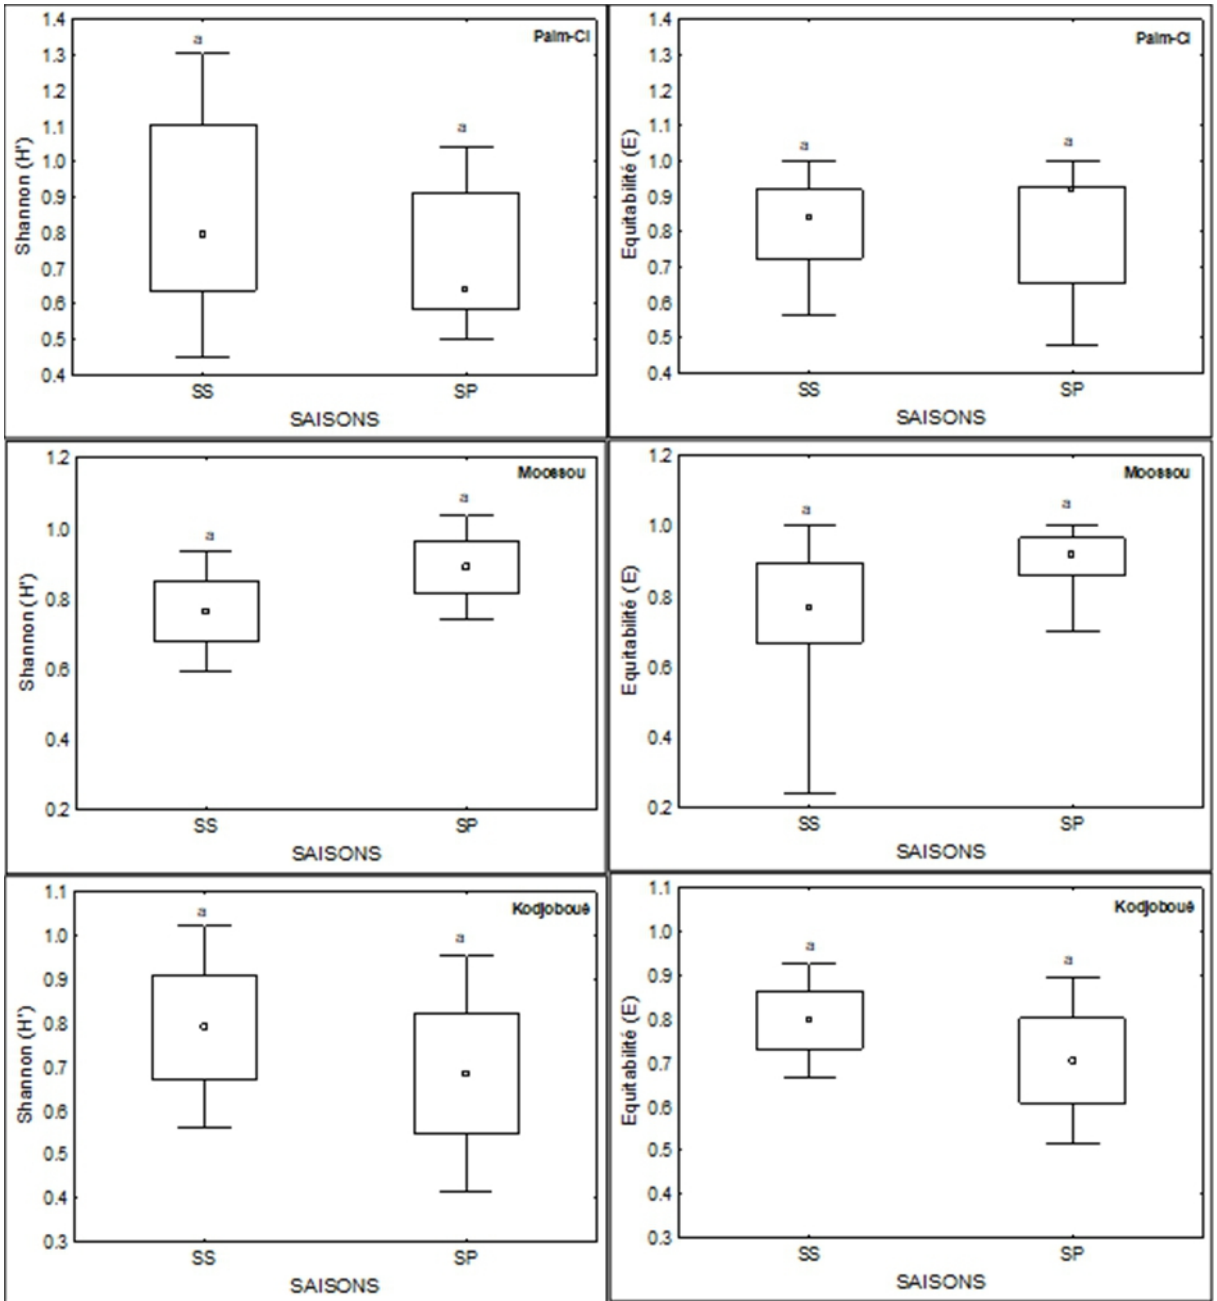 Palm-CI
Shannon (H')
1.4
1.3
1.2
1.1
1.0
0.9
0.8
0.7
0.6
0.5
0.4
a
a
SS
SP
SAISONS
Palm-CI
Equitabilité (E)
1.4
1.3
1.2
1.1
1.0
0.9
0.8
0.7
0.6
0.5
0.4
a
a
SS
SP
SAISONS
Moossou
Shannon (H')
1.2
1.0
0.8
0.6
0.4
0.2
a
a
SS
SP
SAISONS
Moossou
Equitabilité (E)
1.2
1.0
0.8
0.6
0.4
0.2
a
a
SS
SP
SAISONS
Kodjoboué
Shannon (H')
1.1
1.0
0.9
0.8
0.7
0.6
0.5
0.4
0.3
a
a
SS
SP
SAISONS
Kodjoboué
Equitabilité (E)
1.1
1.0
0.9
0.8
0.7
0.6
0.5
0.4
0.3
a
a
SS
SP
SAISONS